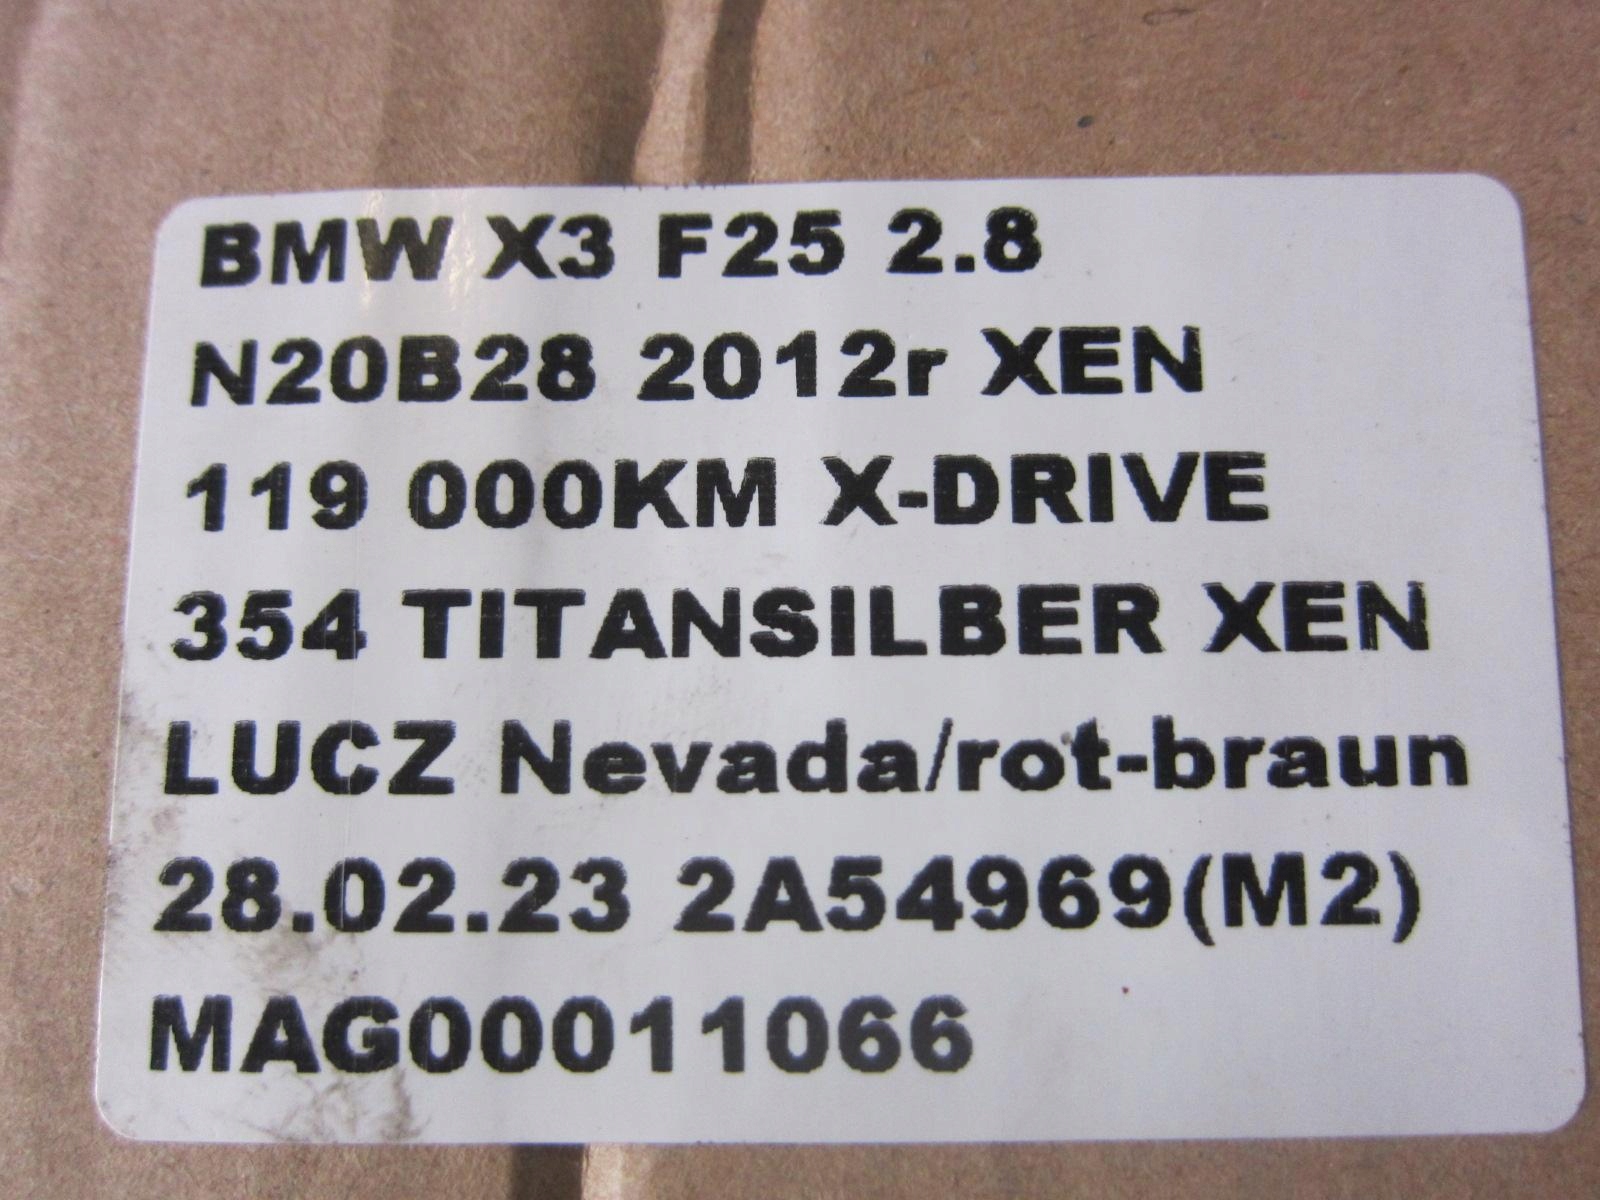 BMW X3 F25 2.8
N20B28 2012r XEN
119 000KM X-DRIVE
354 TITANSILBER XEN
LUCZ Nevada/rot-braun
28.02.23 2A54969(M2)
MAG00011066